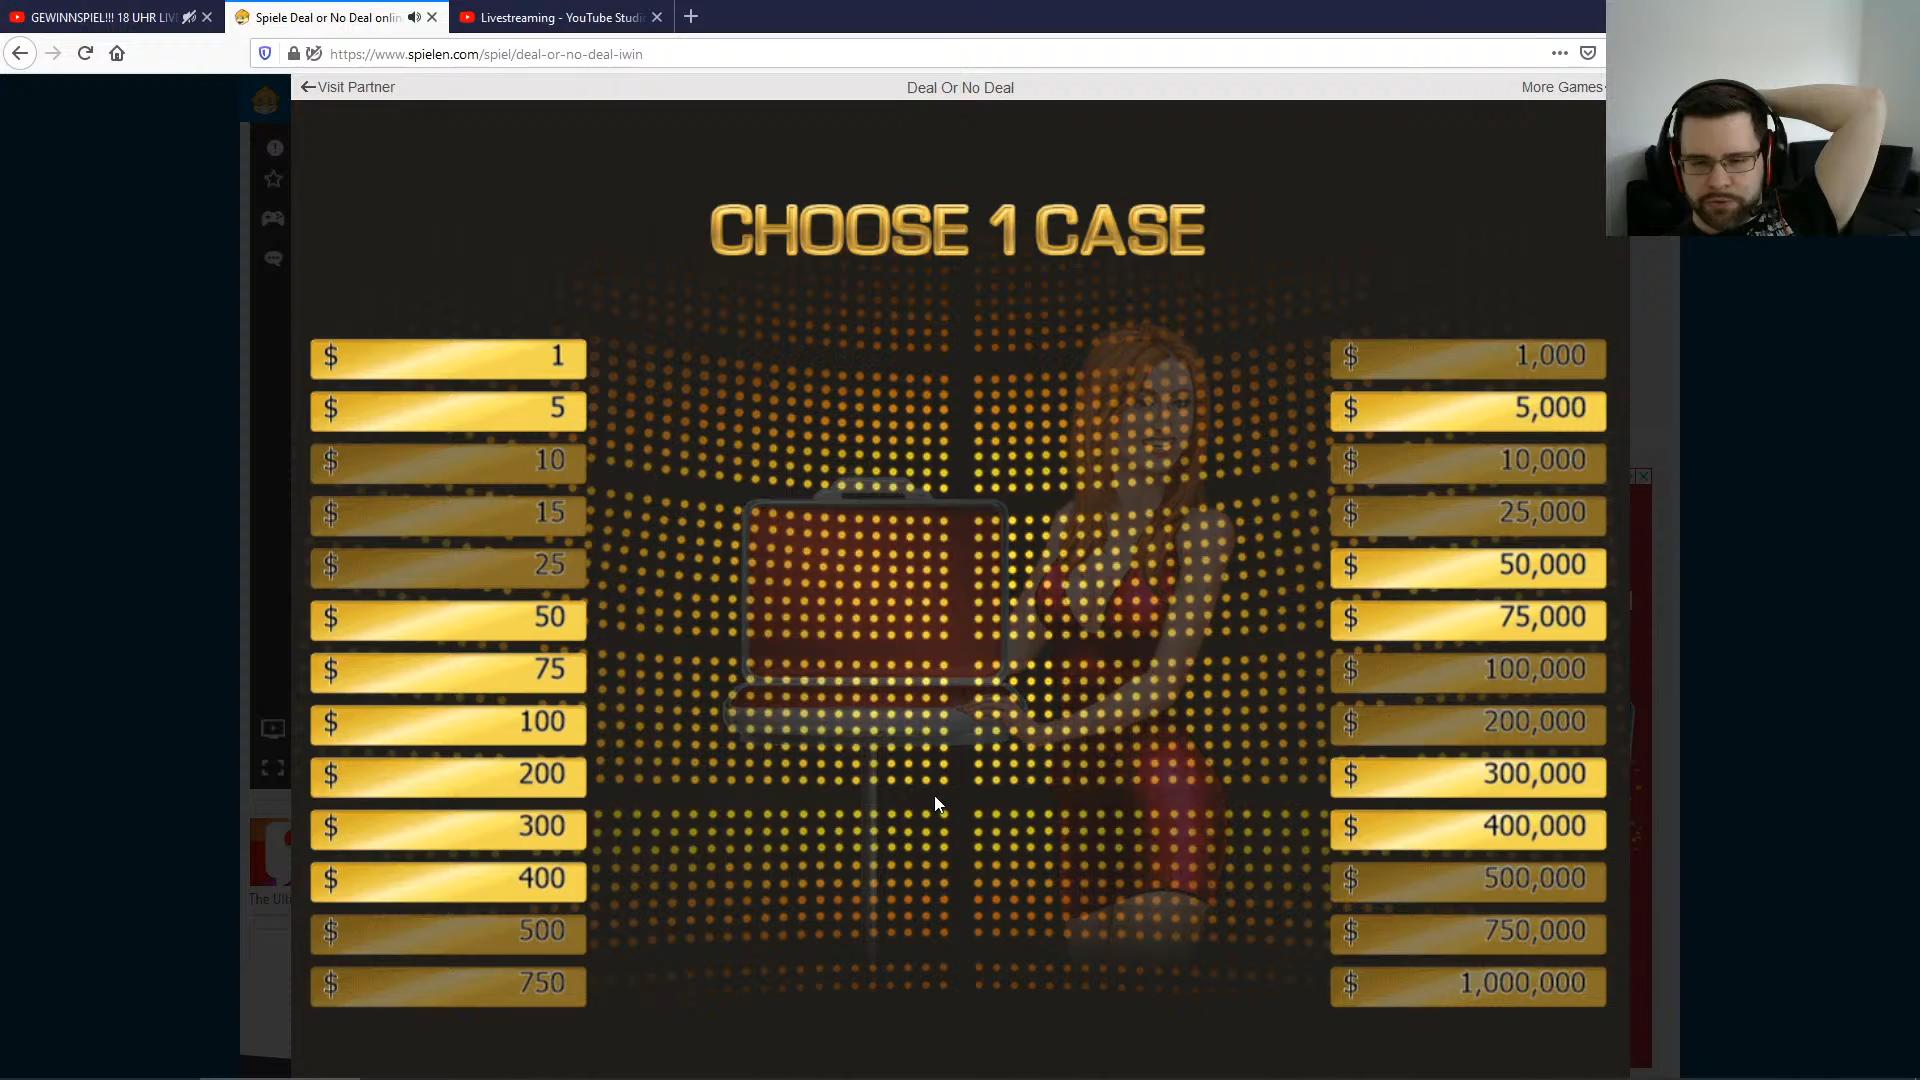 GEWINNSPIEL!!! 18 UHR LIV
Spiele Deal or No Deal onlin
Livestreaming - YouTube Studi
https://www.spielen.com/spiel/deal-or-no-deal-iwin
Visit Partner
Deal Or No Deal
More Games
CHOOSE 1 CASE
$ 1
$ 5
$ 10
$ 15
$ 25
$ 50
$ 75
$ 100
$ 200
$ 300
$ 400
$ 500
$ 750
$ 1,000
$ 5,000
$ 10,000
$ 25,000
$ 50,000
$ 75,000
$ 100,000
$ 200,000
$ 300,000
$ 400,000
$ 500,000
$ 750,000
$ 1,000,000
The Ulti